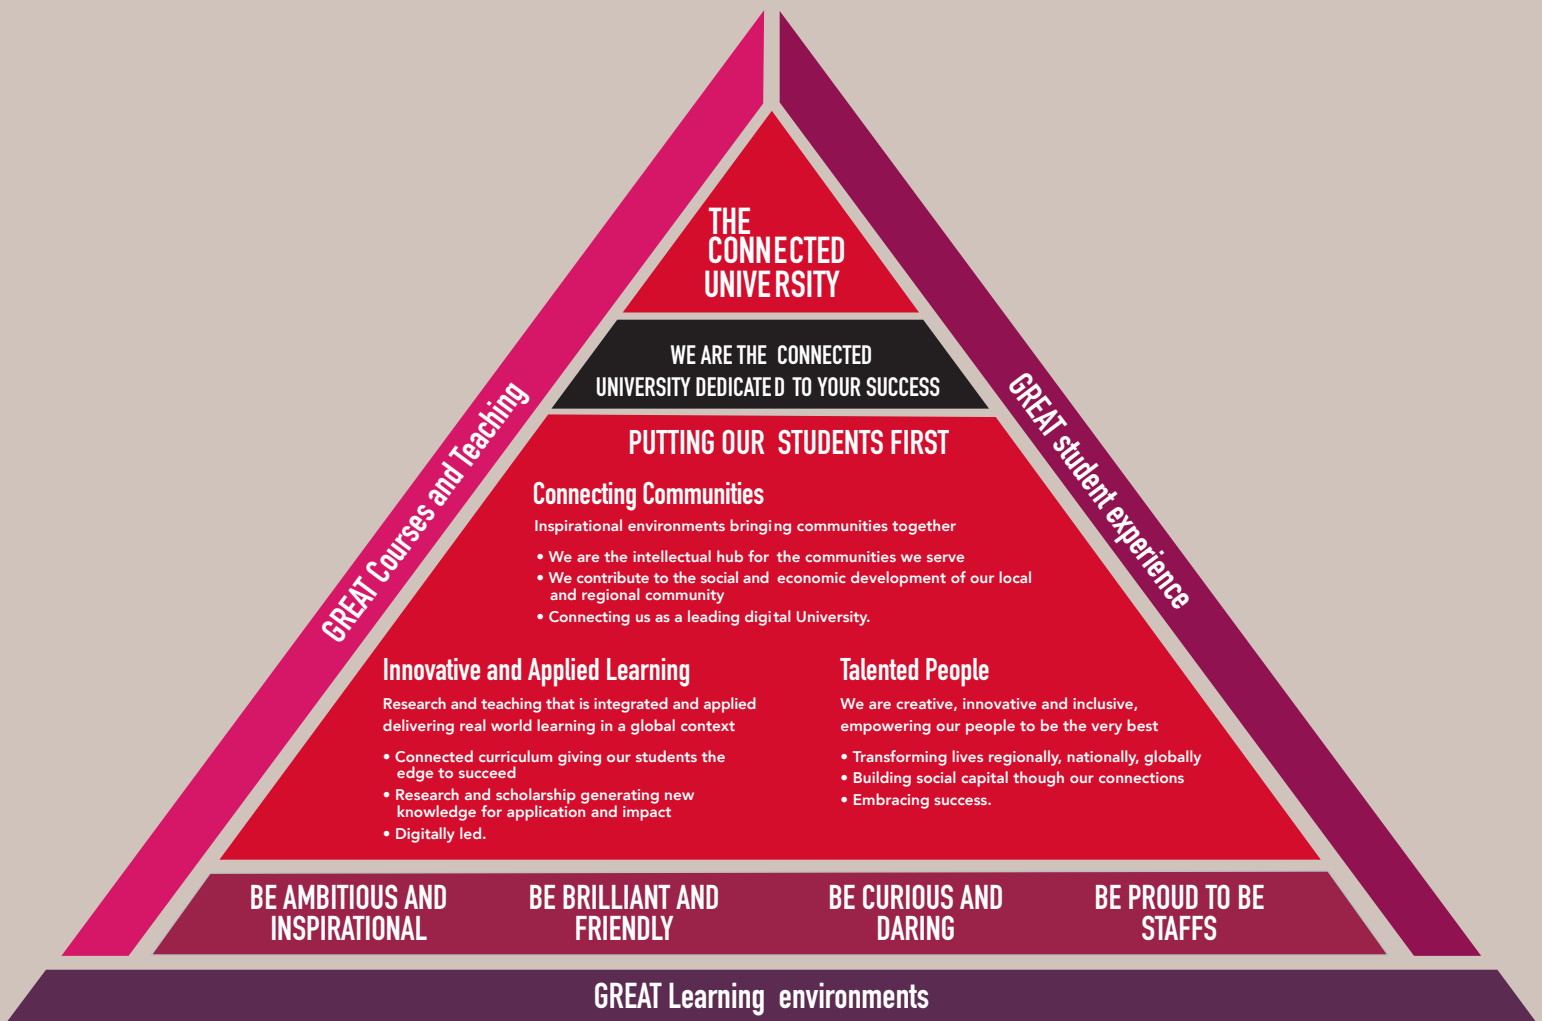 THE
CONNECTED
UNIVERSITY
WE ARE THE CONNECTED
UNIVERSITY DEDICATED TO YOUR SUCCESS
GREAT Courses and Teaching
GREAT student experience
PUTTING OUR STUDENTS FIRST
Connecting Communities
Inspirational environments bringing communities together
• We are the intellectual hub for the communities we serve
• We contribute to the social and economic development of our local
and regional community
• Connecting us as a leading digital University.
Innovative and Applied Learning
Research and teaching that is integrated and applied
delivering real world learning in a global context
• Connected curriculum giving our students the
edge to succeed
• Research and scholarship generating new
knowledge for application and impact
• Digitally led.
Talented People
We are creative, innovative and inclusive,
empowering our people to be the very best
• Transforming lives regionally, nationally, globally
• Building social capital though our connections
• Embracing success.
BE AMBITIOUS AND
INSPIRATIONAL
BE BRILLIANT AND
FRIENDLY
BE CURIOUS AND
DARING
BE PROUD TO BE
STAFFS
GREAT Learning environments